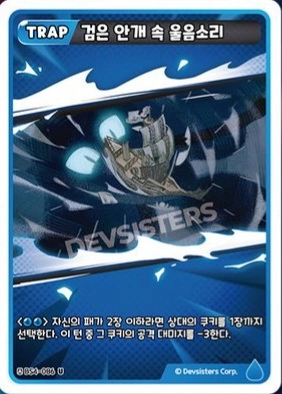 TRAP 검은 안개 속 울음소리
DEVSISTERS
<💧💧> 자신의 패가 2장 이하라면 상대의 쿠키를 1장까지
선택한다. 이 턴 중 그 쿠키의 공격 대미지를 -3한다.
BS4-086 U
© Devsisters Corp.